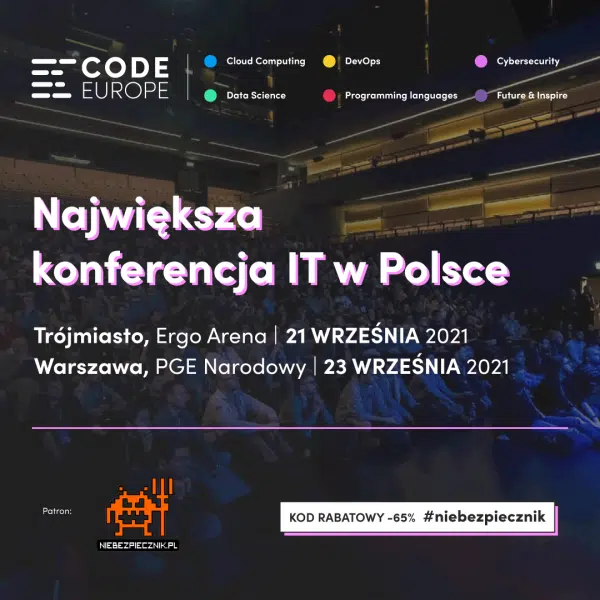 CODE
EUROPE
Cloud Computing
DevOps
Cybersecurity
Data Science
Programming languages
Future & Inspire
Największa
konferencja IT w Polsce
Trójmiasto, Ergo Arena | 21 WRZEŚNIA 2021
Warszawa, PGE Narodowy | 23 WRZEŚNIA 2021
Patron:
NIEBEZPIECZNIK.PL
KOD RABATOWY -65% #niebezpiecznik